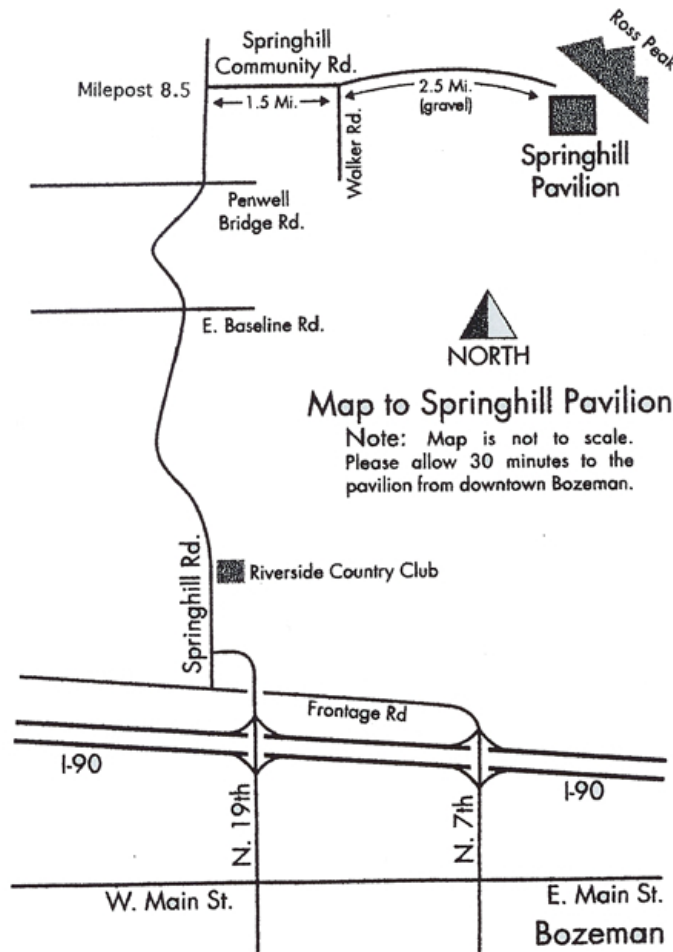 Ross Peak
Springhill
Community Rd.
Milepost 8.5
1.5 Mi.
2.5 Mi.
(gravel)
Walker Rd.
Springhill
Pavilion
Penwell
Bridge Rd.
E. Baseline Rd.
NORTH
Map to Springhill Pavilion
Note: Map is not to scale.
Please allow 30 minutes to the
pavilion from downtown Bozeman.
Springhill Rd.
Riverside Country Club
Frontage Rd
I-90
I-90
N. 19th
N. 7th
W. Main St.
E. Main St.
Bozeman